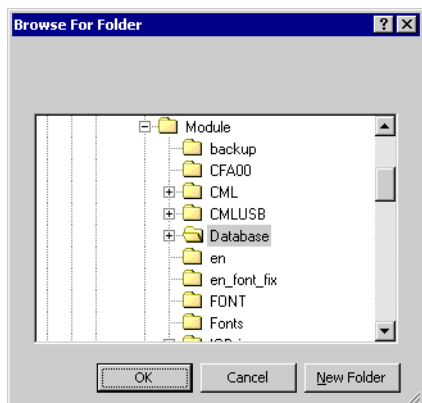 Browse For Folder
Module
backup
CFA00
CML
CMLUSB
Database
en
en_font_fix
FONT
Fonts
OK Cancel New Folder